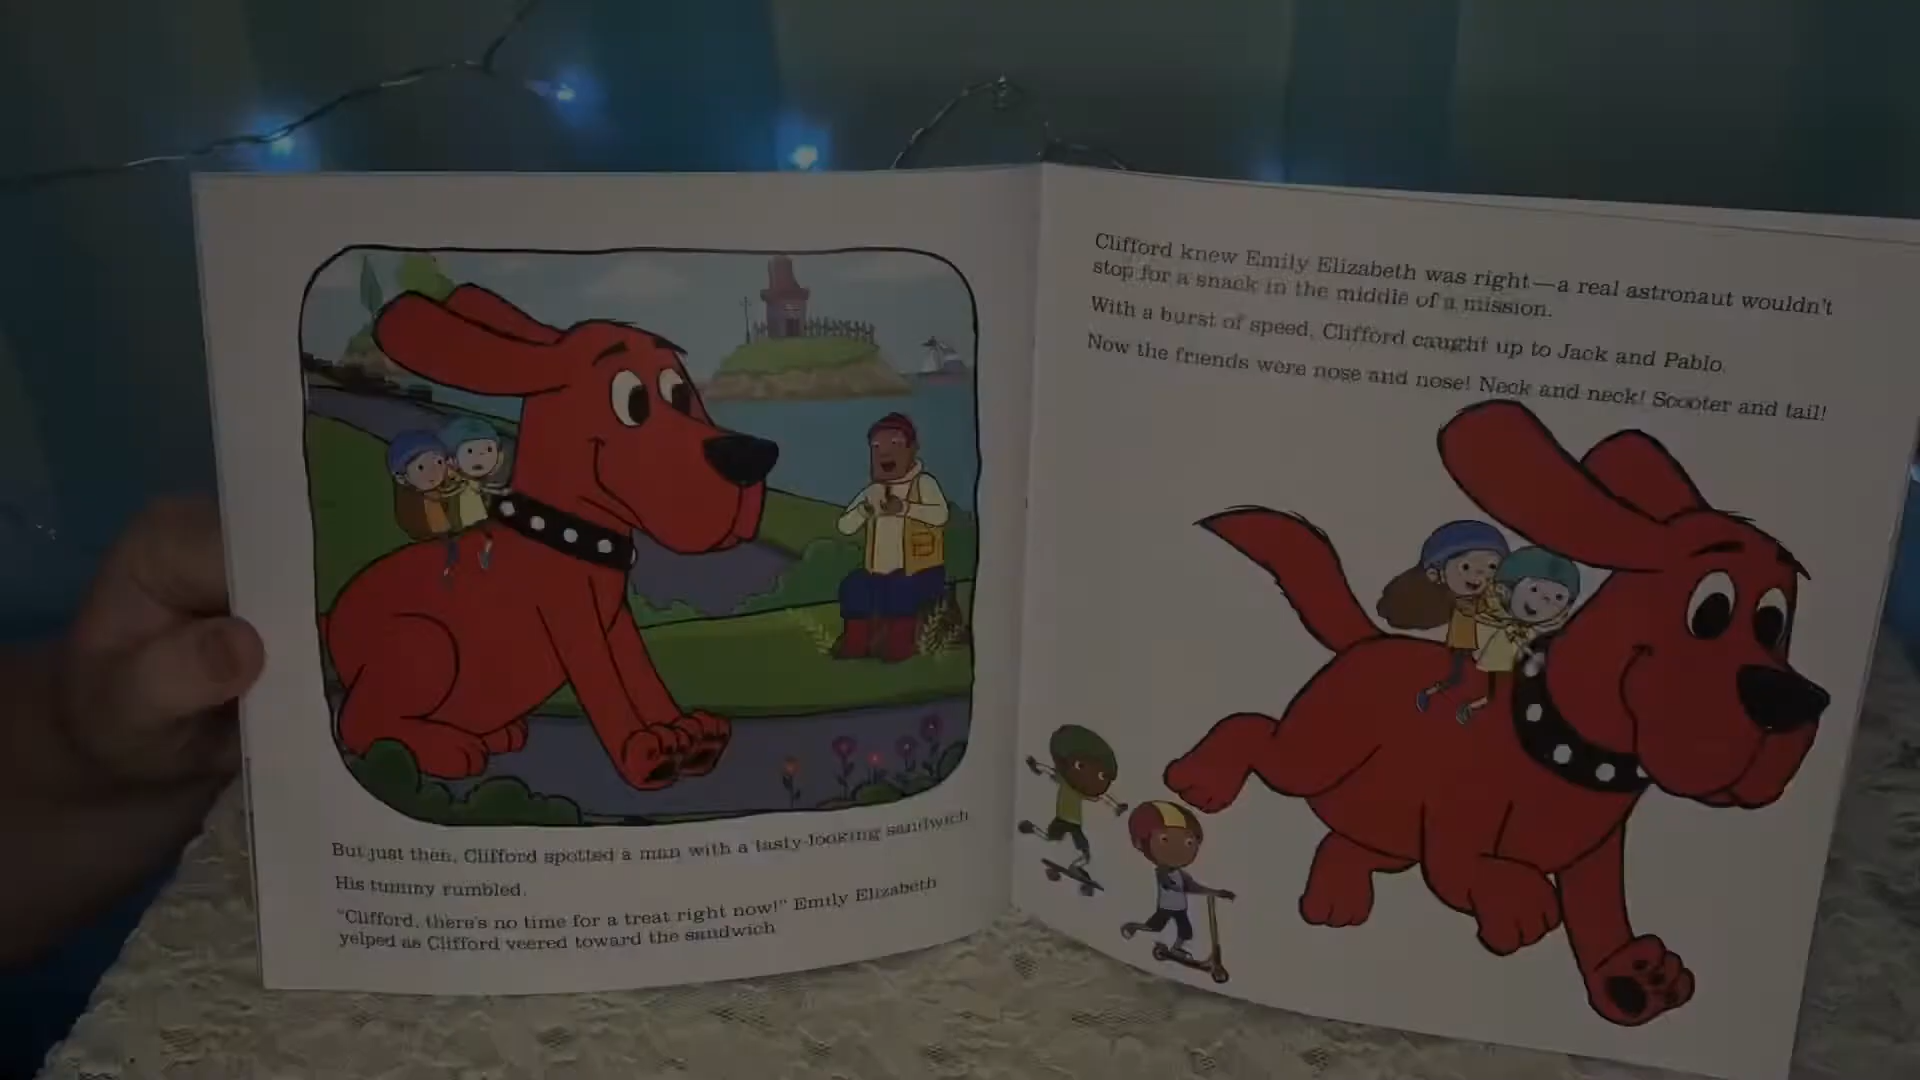 But just then, Clifford spotted a man with a tasty-looking sandwich
His tummy rumbled.
"Clifford, there's no time for a treat right now!" Emily Elizabeth
yelped as Clifford veered toward the sandwich
Clifford knew Emily Elizabeth was right—a real astronaut wouldn't
stop for a snack in the middle of a mission.
With a burst of speed, Clifford caught up to Jack and Pablo.
Now the friends were nose and nose! Neck and neck! Scooter and tail!